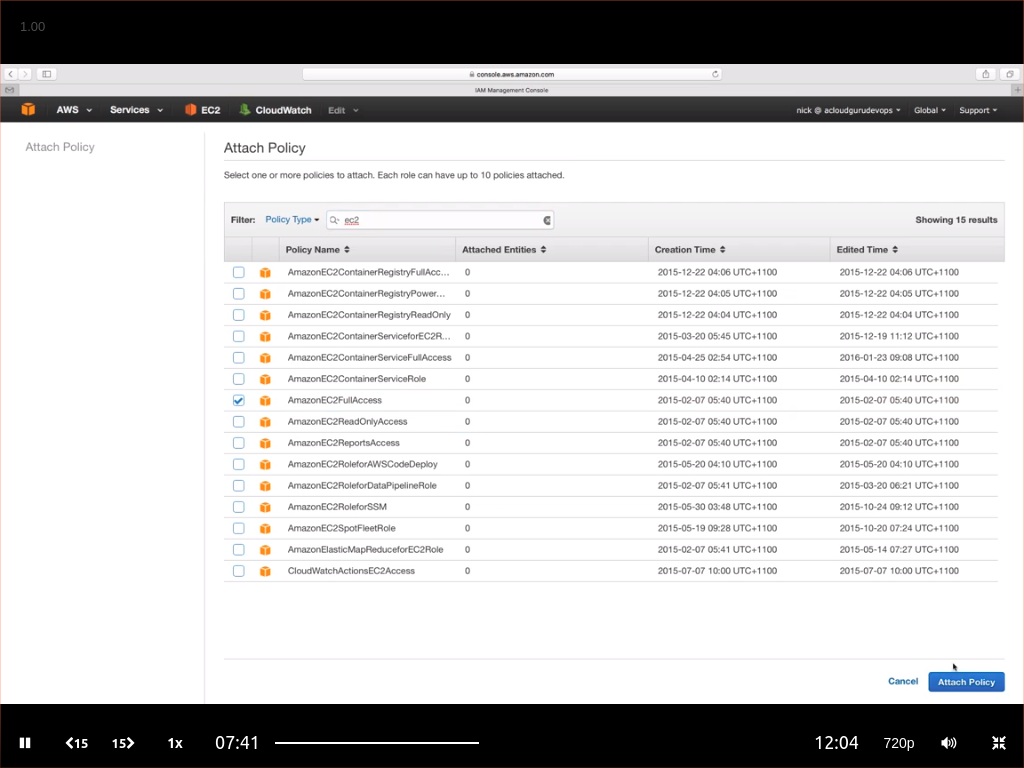 1.00
console.aws.amazon.com
IAM Management Console
AWS Services EC2 CloudWatch Edit nick @ acloudgurudevops Global Support
Attach Policy
Attach Policy
Select one or more policies to attach. Each role can have up to 10 policies attached.
Filter: Policy Type ec2 Showing 15 results
Policy Name Attached Entities Creation Time Edited Time
AmazonEC2ContainerRegistryFullAcc... 0 2015-12-22 04:06 UTC+1100 2015-12-22 04:06 UTC+1100
AmazonEC2ContainerRegistryPower... 0 2015-12-22 04:05 UTC+1100 2015-12-22 04:05 UTC+1100
AmazonEC2ContainerRegistryReadOnly 0 2015-12-22 04:04 UTC+1100 2015-12-22 04:04 UTC+1100
AmazonEC2ContainerServiceforEC2R... 0 2015-03-20 05:45 UTC+1100 2015-12-19 11:12 UTC+1100
AmazonEC2ContainerServiceFullAccess 0 2015-04-25 02:54 UTC+1100 2016-01-23 09:08 UTC+1100
AmazonEC2ContainerServiceRole 0 2015-04-10 02:14 UTC+1100 2015-04-10 02:14 UTC+1100
AmazonEC2FullAccess 0 2015-02-07 05:40 UTC+1100 2015-02-07 05:40 UTC+1100
AmazonEC2ReadOnlyAccess 0 2015-02-07 05:40 UTC+1100 2015-02-07 05:40 UTC+1100
AmazonEC2ReportsAccess 0 2015-02-07 05:40 UTC+1100 2015-02-07 05:40 UTC+1100
AmazonEC2RoleforAWSCodeDeploy 0 2015-05-20 04:10 UTC+1100 2015-05-20 04:10 UTC+1100
AmazonEC2RoleforDataPipelineRole 0 2015-02-07 05:41 UTC+1100 2015-03-20 06:21 UTC+1100
AmazonEC2RoleforSSM 0 2015-05-30 03:48 UTC+1100 2015-10-24 09:12 UTC+1100
AmazonEC2SpotFleetRole 0 2015-05-19 09:28 UTC+1100 2015-10-20 07:24 UTC+1100
AmazonElasticMapReduceforEC2Role 0 2015-02-07 05:41 UTC+1100 2015-05-14 07:27 UTC+1100
CloudWatchActionsEC2Access 0 2015-07-07 10:00 UTC+1100 2015-07-07 10:00 UTC+1100
Cancel Attach Policy
15 15 1x 07:41 12:04 720p